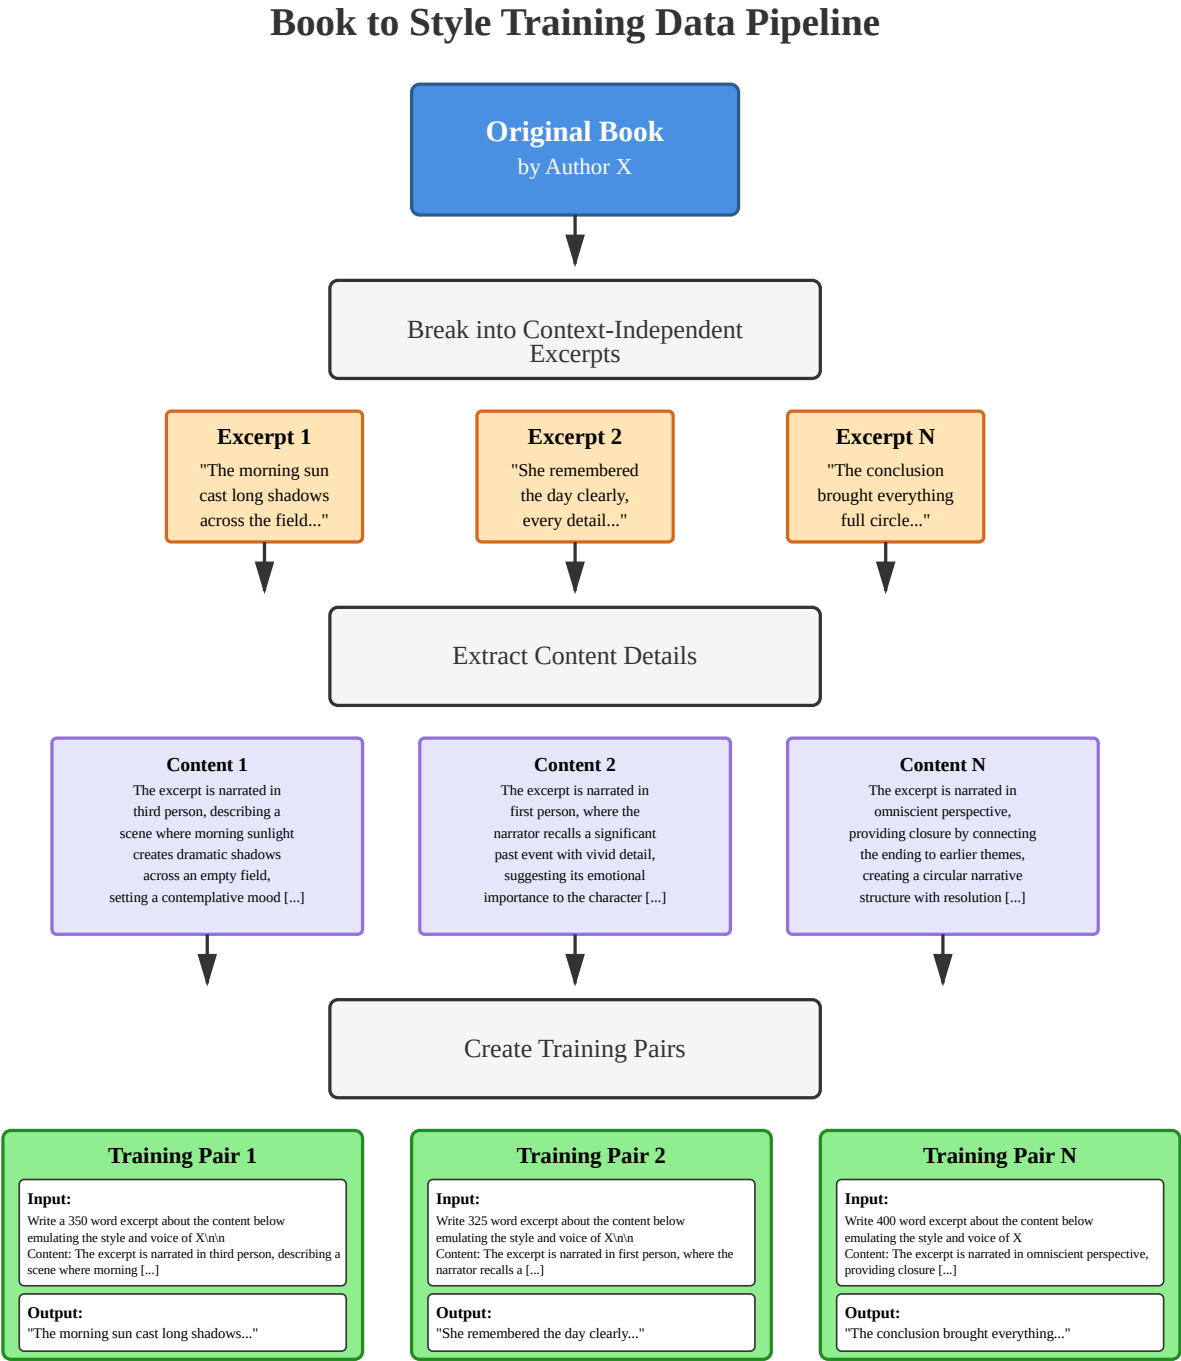 Book to Style Training Data Pipeline
Original Book
by Author X
Break into Context-Independent
Excerpts
Excerpt 1
"The morning sun
cast long shadows
across the field..."
Excerpt 2
"She remembered
the day clearly,
every detail..."
Excerpt N
"The conclusion
brought everything
full circle..."
Extract Content Details
Content 1
The excerpt is narrated in
third person, describing a
scene where morning sunlight
creates dramatic shadows
across an empty field,
setting a contemplative mood [...]
Content 2
The excerpt is narrated in
first person, where the
narrator recalls a significant
past event with vivid detail,
suggesting its emotional
importance to the character [...]
Content N
The excerpt is narrated in
omniscient perspective,
providing closure by connecting
the ending to earlier themes,
creating a circular narrative
structure with resolution [...]
Create Training Pairs
Training Pair 1
Input:
Write a 350 word excerpt about the content below
emulating the style and voice of X\n\n
Content: The excerpt is narrated in third person, describing a
scene where morning [...]
Output:
"The morning sun cast long shadows..."
Training Pair 2
Input:
Write 325 word excerpt about the content below
emulating the style and voice of X\n\n
Content: The excerpt is narrated in first person, where the
narrator recalls a [...]
Output:
"She remembered the day clearly..."
Training Pair N
Input:
Write 400 word excerpt about the content below
emulating the style and voice of X
Content: The excerpt is narrated in omniscient perspective,
providing closure [...]
Output:
"The conclusion brought everything..."